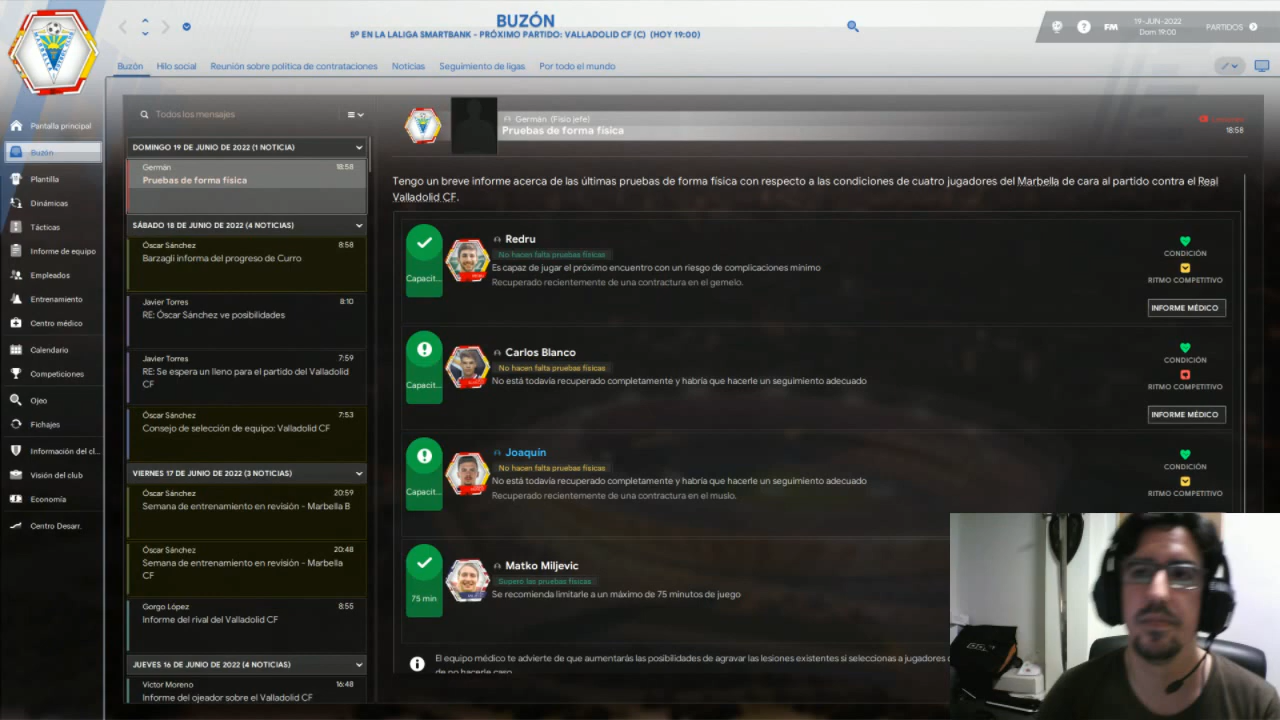 BUZÓN
5º EN LA LALIGA SMARTBANK - PRÓXIMO PARTIDO: VALLADOLID CF (C) (HOY 19:00)
FM
19-JUN-2022
Dom 19:00
PARTIDOS
Buzón
Hilo social
Reunión sobre política de contrataciones
Noticias
Seguimiento de ligas
Por todo el mundo
Pantalla principal
Buzón
Plantilla
Dinámicas
Tácticas
Informe de equipo
Empleados
Entrenamiento
Centro médico
Calendario
Competiciones
Ojeo
Fichajes
Información del cl...
Visión del club
Economía
Centro Desarr.
Todos los mensajes
DOMINGO 19 DE JUNIO DE 2022 (1 NOTICIA)
Germán
18:58
Pruebas de forma física
SÁBADO 18 DE JUNIO DE 2022 (4 NOTICIAS)
Óscar Sánchez
8:58
Barzagli informa del progreso de Curro
Javier Torres
8:10
RE: Óscar Sánchez ve posibilidades
Javier Torres
7:59
RE: Se espera un lleno para el partido del Valladolid
CF
Óscar Sánchez
7:53
Consejo de selección de equipo: Valladolid CF
VIERNES 17 DE JUNIO DE 2022 (3 NOTICIAS)
Óscar Sánchez
20:59
Semana de entrenamiento en revisión - Marbella B
Óscar Sánchez
20:48
Semana de entrenamiento en revisión - Marbella
CF
Gorgo López
8:55
Informe del rival del Valladolid CF
JUEVES 16 DE JUNIO DE 2022 (4 NOTICIAS)
Víctor Moreno
16:48
Informe del ojeador sobre el Valladolid CF
Germán (Fisio jefe)
Pruebas de forma física
18:58
Tengo un breve informe acerca de las últimas pruebas de forma física con respecto a las condiciones de cuatro jugadores del Marbella de cara al partido contra el Real
Valladolid CF.
Capacit...
Redru
No hacen falta pruebas físicas
Es capaz de jugar el próximo encuentro con un riesgo de complicaciones mínimo
Recuperado recientemente de una contractura en el gemelo.
CONDICIÓN
RITMO COMPETITIVO
INFORME MÉDICO
Capacit...
Carlos Blanco
No hacen falta pruebas físicas
No está todavía recuperado completamente y habría que hacerle un seguimiento adecuado
CONDICIÓN
RITMO COMPETITIVO
INFORME MÉDICO
Capacit...
Joaquín
No hacen falta pruebas físicas
No está todavía recuperado completamente y habría que hacerle un seguimiento adecuado
Recuperado recientemente de una contractura en el muslo.
CONDICIÓN
RITMO COMPETITIVO
75 min
Matko Miljevic
Superó las pruebas físicas
Se recomienda limitarle a un máximo de 75 minutos de juego
El equipo médico te advierte de que aumentarás las posibilidades de agravar las lesiones existentes si seleccionas a jugadores
de no hacerle caso.